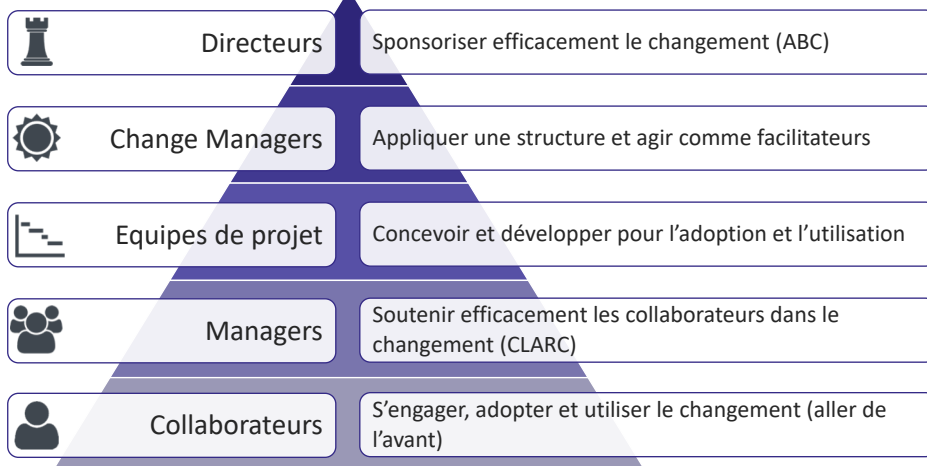 Directeurs
Sponsoriser efficacement le changement (ABC)
Change Managers
Appliquer une structure et agir comme facilitateurs
Equipes de projet
Concevoir et développer pour l’adoption et l’utilisation
Managers
Soutenir efficacement les collaborateurs dans le
changement (CLARC)
Collaborateurs
S’engager, adopter et utiliser le changement (aller de
l’avant)